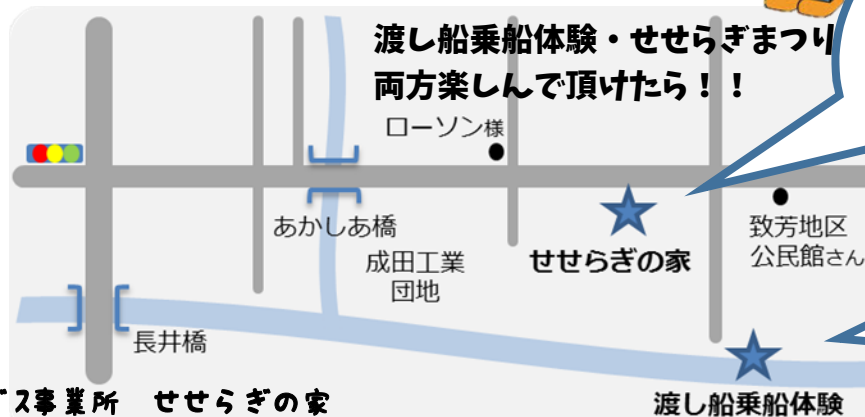 渡し船乗船体験・せせらぎまつり
両方楽しんで頂けたら！！
ローソン様
あかしあ橋
成田工業
団地
せせらぎの家
致芳地区
公民館さん
長井橋
ス事業所　せせらぎの家
渡し船乗船体験